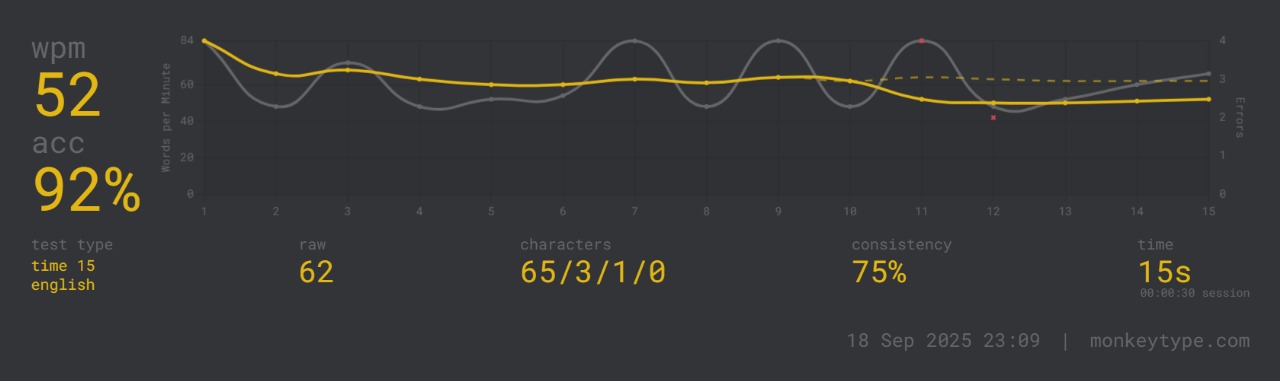 wpm
52
acc
92%
Words per Minute
84
60
40
20
0
4
3
2
1
0
Errors
1 2 3 4 5 6 7 8 9 10 11 12 13 14 15
test type
time 15
english
raw
62
characters
65/3/1/0
consistency
75%
time
15s
00:00:30 session
18 Sep 2025 23:09 | monkeytype.com